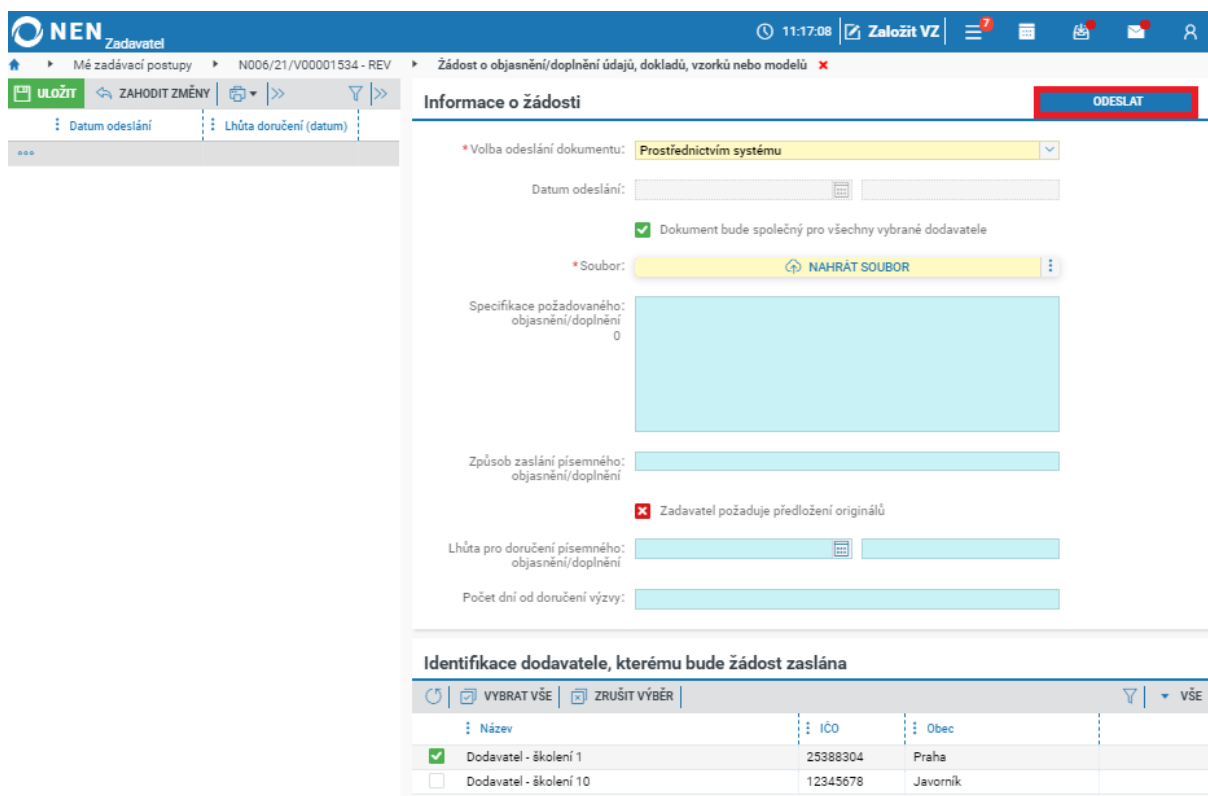 NEN Zadavatel
11:17:08 Založit VZ 7
Mé zadávací postupy N006/21/V00001534 - REV Žádost o objasnění/doplnění údajů, dokladů, vzorků nebo modelů
ULOŽIT ZAHODIT ZMĚNY
Datum odeslání Lhůta doručení (datum)
Informace o žádosti
ODESLAT
*Volba odeslání dokumentu: Prostřednictvím systému
Datum odeslání:
Dokument bude společný pro všechny vybrané dodavatele
*Soubor: NAHRÁT SOUBOR
Specifikace požadovaného:
objasnění/doplnění
0
Způsob zaslání písemného:
objasnění/doplnění
Zadavatel požaduje předložení originálů
Lhůta pro doručení písemného:
objasnění/doplnění
Počet dní od doručení výzvy:
Identifikace dodavatele, kterému bude žádost zaslána
VYBRAT VŠE ZRUŠIT VÝBĚR VŠE
Název IČO Obec
Dodavatel - školení 1 25388304 Praha
Dodavatel - školení 10 12345678 Javorník